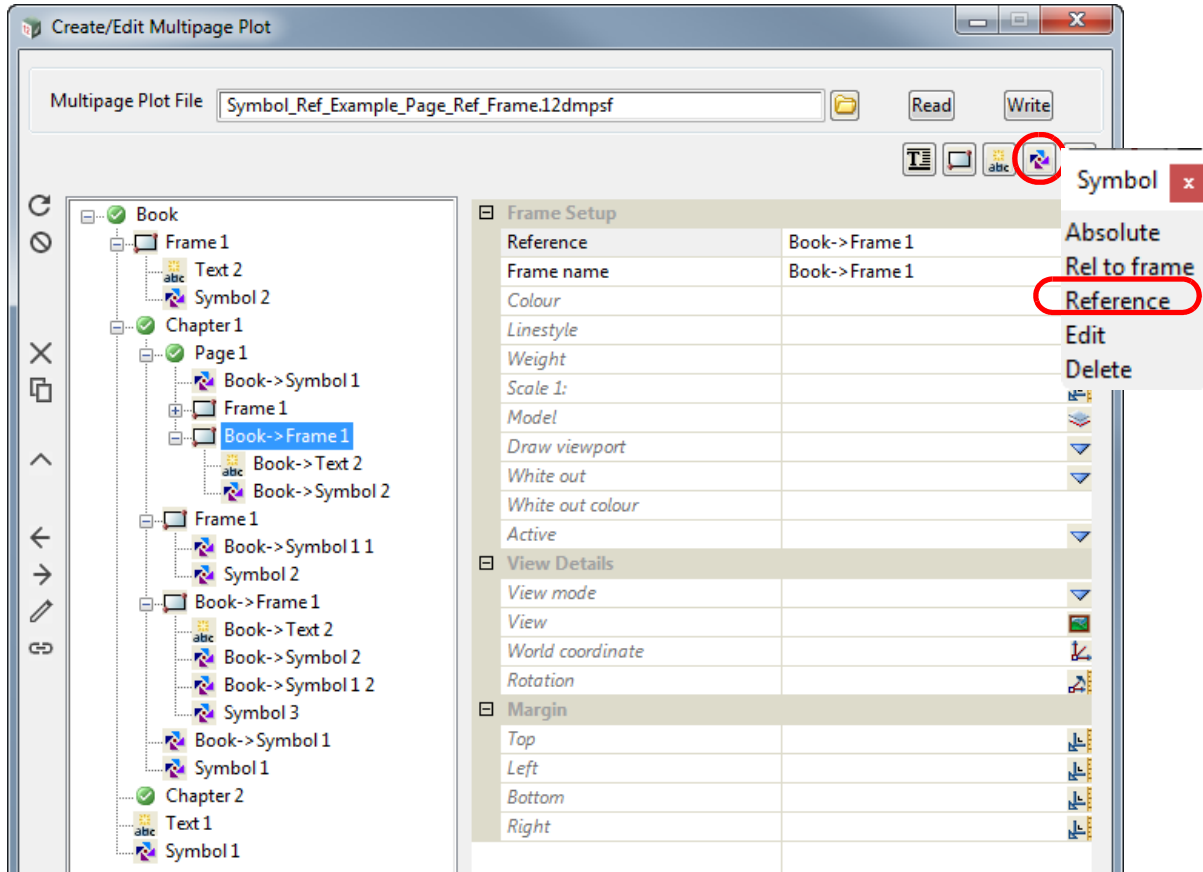 Create/Edit Multipage Plot
Multipage Plot File Symbol_Ref_Example_Page_Ref_Frame.12dmpsf Read Write
Symbol x
Absolute
Rel to frame
Reference
Edit
Delete
Book
Frame 1
abc Text 2
Symbol 2
Chapter 1
Page 1
Book->Symbol 1
Frame 1
Book->Frame 1
abc Book->Text 2
Book->Symbol 2
Frame 1
Book->Symbol 1 1
Symbol 2
Book->Frame 1
abc Book->Text 2
Book->Symbol 2
Book->Symbol 1 2
Symbol 3
Book->Symbol 1
Symbol 1
Chapter 2
abc Text 1
Symbol 1
Frame Setup
Reference Book->Frame 1
Frame name Book->Frame 1
Colour
Linestyle
Weight
Scale 1:
Model
Draw viewport
White out
White out colour
Active
View Details
View mode
View
World coordinate
Rotation
Margin
Top
Left
Bottom
Right
T abc